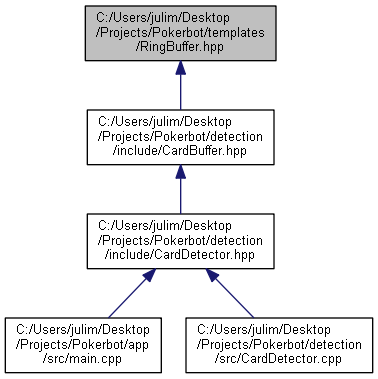 C:/Users/julim/Desktop
/Projects/Pokerbot/templates
/RingBuffer.hpp
C:/Users/julim/Desktop
/Projects/Pokerbot/detection
/include/CardBuffer.hpp
C:/Users/julim/Desktop
/Projects/Pokerbot/detection
/include/CardDetector.hpp
C:/Users/julim/Desktop
/Projects/Pokerbot/app
/src/main.cpp
C:/Users/julim/Desktop
/Projects/Pokerbot/detection
/src/CardDetector.cpp